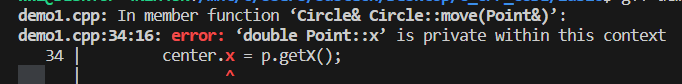 demo1.cpp: In member function ‘Circle& Circle::move(Point&)’:
demo1.cpp:34:16: error: ‘double Point::x’ is private within this context
34 | center.x = p.getX();
| ^